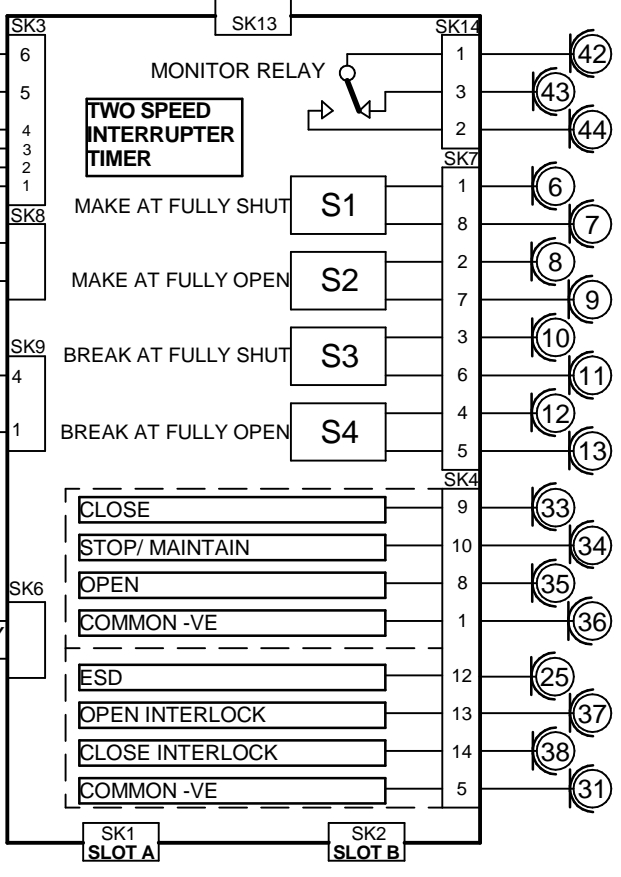 SK3
SK13
SK14
6
1
42
MONITOR RELAY
5
3
43
TWO SPEED
INTERRUPTER
TIMER
4
2
44
3
2
1
SK7
MAKE AT FULLY SHUT
S1
1
6
SK8
8
7
MAKE AT FULLY OPEN
S2
2
8
7
9
SK9
BREAK AT FULLY SHUT
S3
3
10
4
6
11
BREAK AT FULLY OPEN
S4
4
12
1
5
13
SK4
CLOSE
9
33
STOP/ MAINTAIN
10
34
SK6
OPEN
8
35
COMMON -VE
1
36
ESD
12
25
OPEN INTERLOCK
13
37
CLOSE INTERLOCK
14
38
COMMON -VE
5
31
SK1
SLOT A
SK2
SLOT B